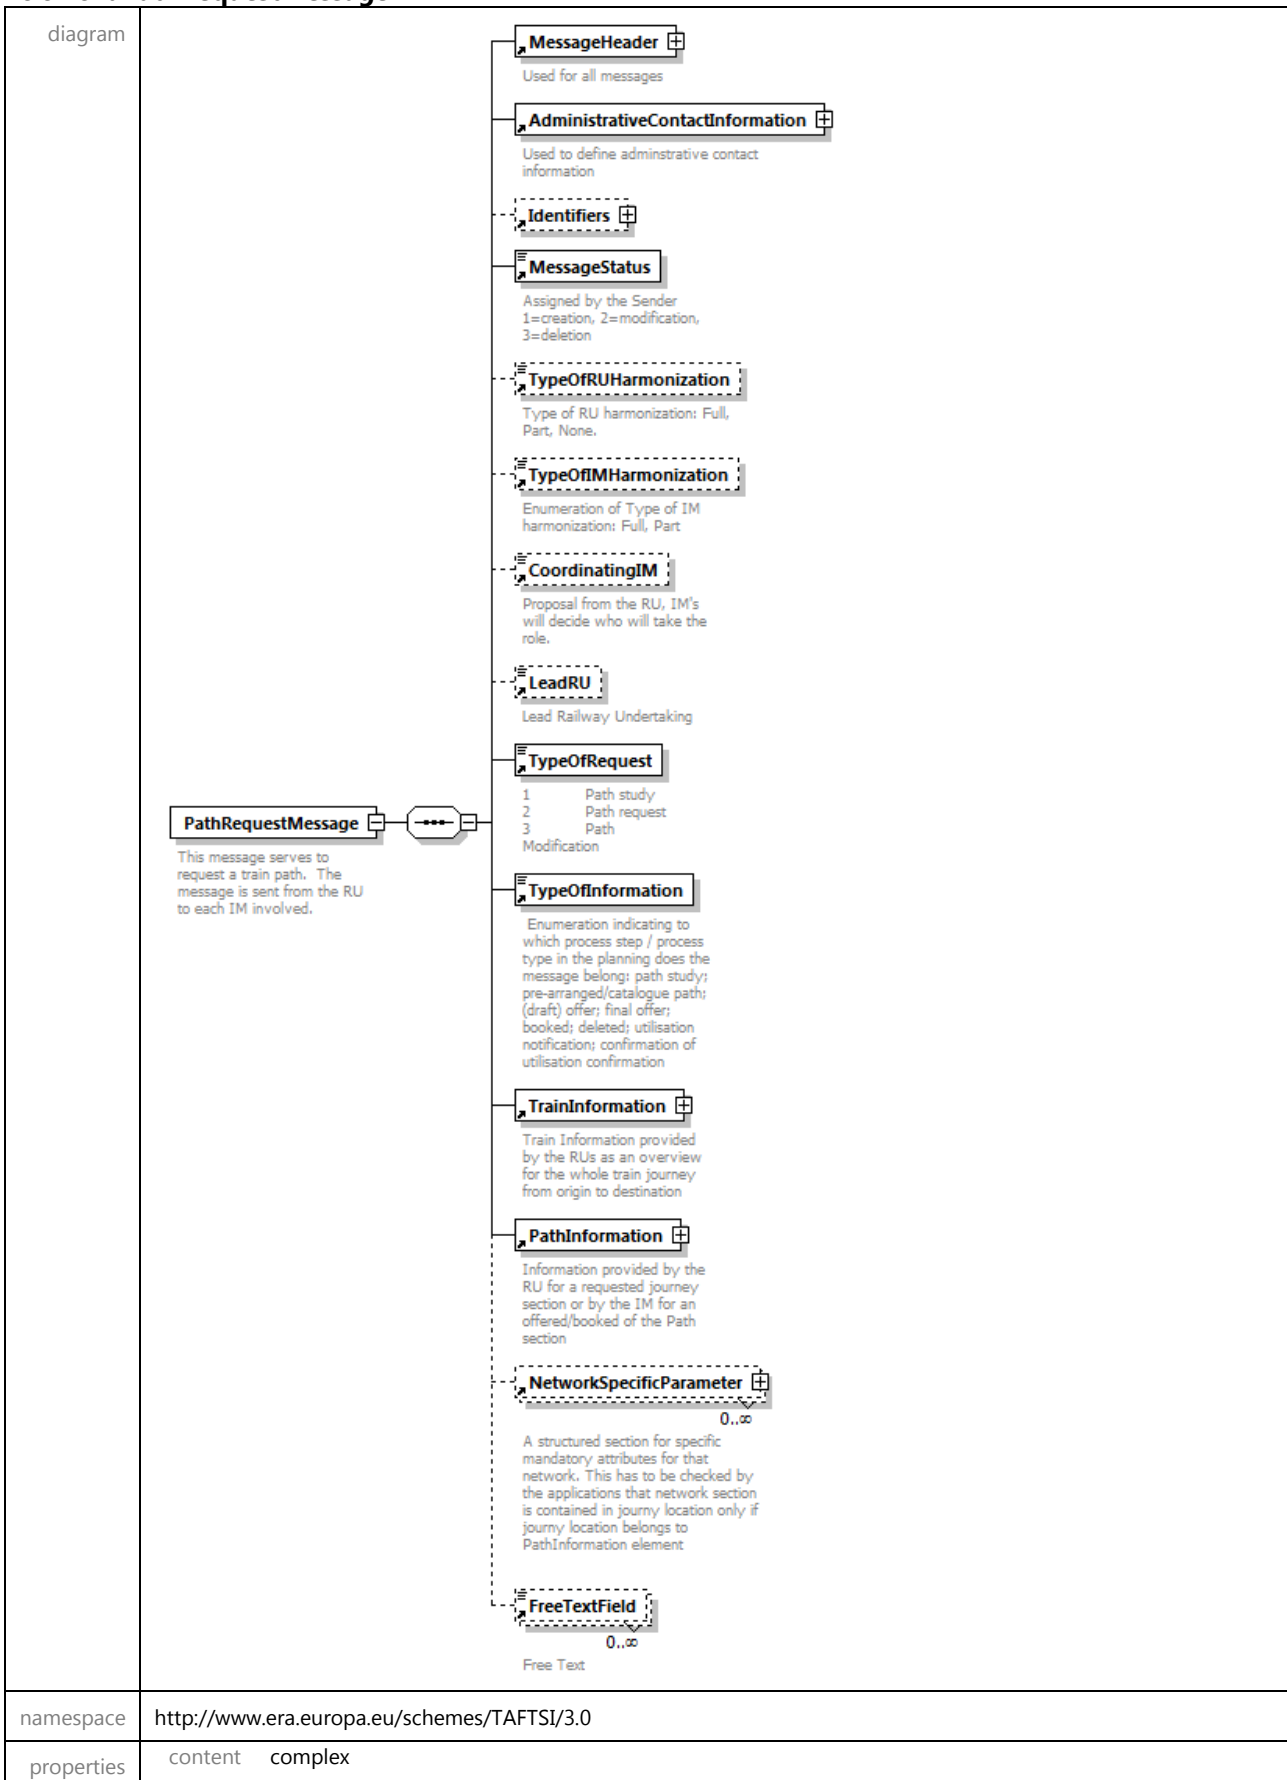 diagram
MessageHeader
Used for all messages
AdministrativeContactInformation
Used to define adminstrative contact
information
Identifiers
MessageStatus
Assigned by the Sender
1=creation, 2=modification,
3=deletion
TypeOfRUHarmonization
Type of RU harmonization: Full,
Part, None.
TypeOfIMHarmonization
Enumeration of Type of IM
harmonization: Full, Part
CoordinatingIM
Proposal from the RU, IM's
will decide who will take the
role.
LeadRU
Lead Railway Undertaking
TypeOfRequest
1 Path study
2 Path request
3 Path
Modification
PathRequestMessage
This message serves to
request a train path. The
message is sent from the RU
to each IM involved.
TypeOfInformation
Enumeration indicating to
which process step / process
type in the planning does the
message belong: path study;
pre-arranged/catalogue path;
(draft) offer; final offer;
booked; deleted; utilisation
notification; confirmation of
utilisation confirmation
TrainInformation
Train Information provided
by the RUs as an overview
for the whole train journey
from origin to destination
PathInformation
Information provided by the
RU for a requested journey
section or by the IM for an
offered/booked of the Path
section
NetworkSpecificParameter
0..∞
A structured section for specific
mandatory attributes for that
network. This has to be checked by
the applications that network section
is contained in journy location only if
journy location belongs to
PathInformation element
FreeTextField
0..∞
Free Text
namespace http://www.era.europa.eu/schemes/TAFTSI/3.0
properties content complex